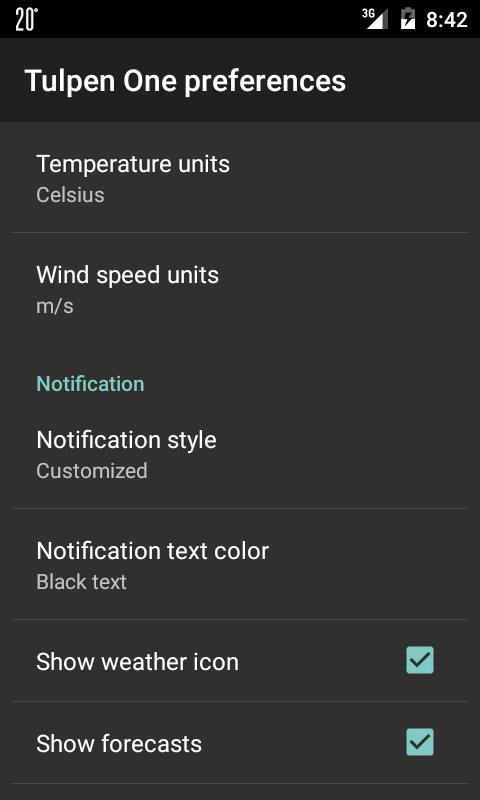 20°
3G
8:42
Tulpen One preferences
Temperature units
Celsius
Wind speed units
m/s
Notification
Notification style
Customized
Notification text color
Black text
Show weather icon
Show forecasts